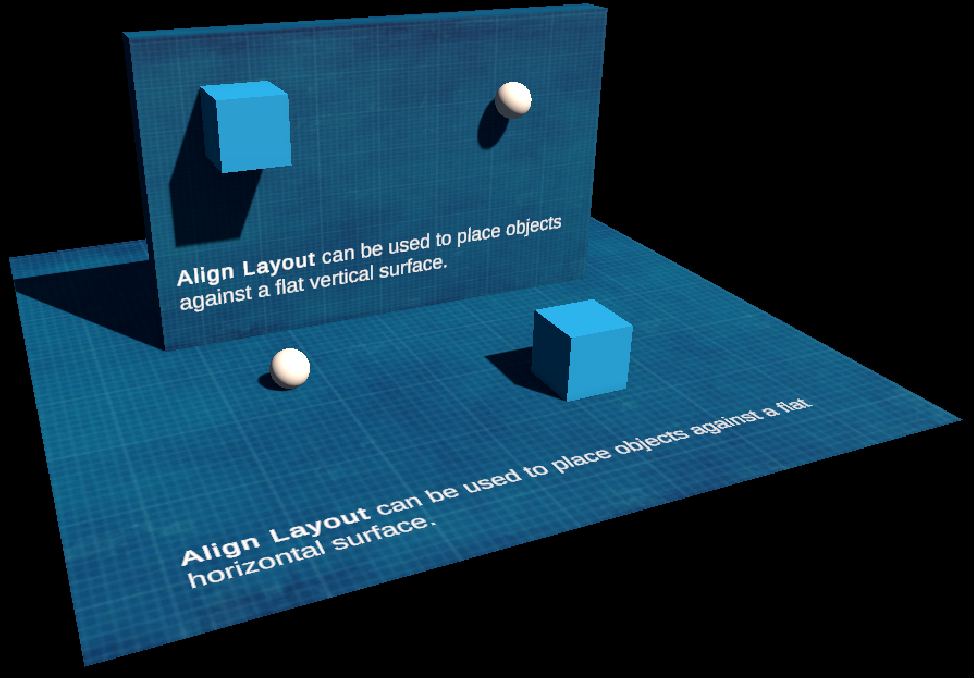 Align Layout can be used to place objects
against a flat vertical surface.
Align Layout can be used to place objects against a flat
horizontal surface.